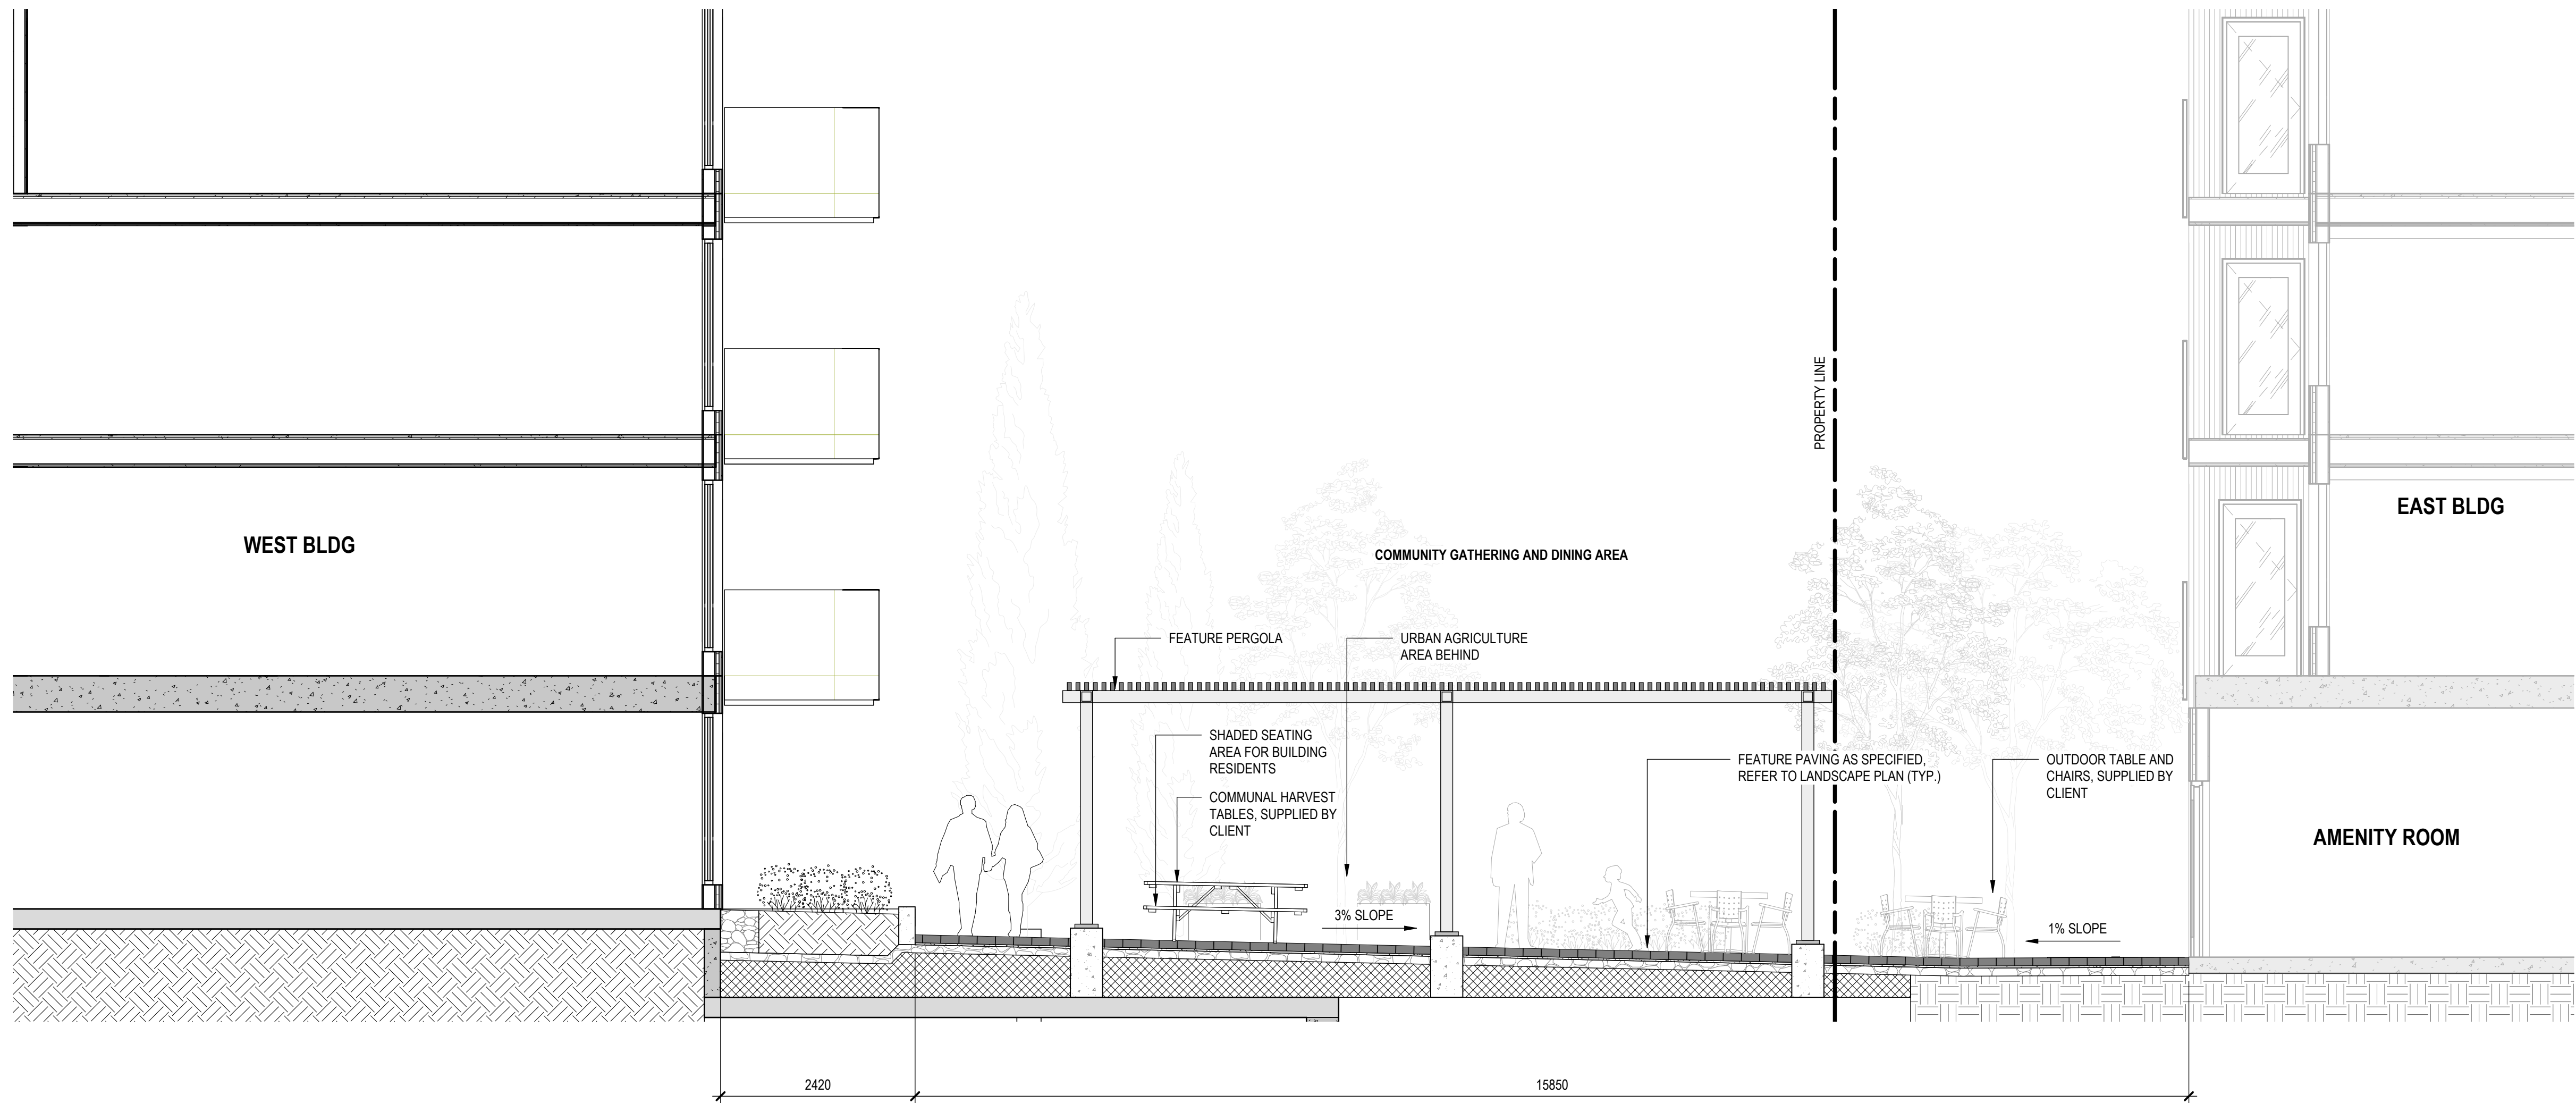 PROPERTY LINE
EAST BLDG
WEST BLDG
COMMUNITY GATHERING AND DINING AREA
FEATURE PERGOLA
URBAN AGRICULTURE
AREA BEHIND
SHADED SEATING
AREA FOR BUILDING
RESIDENTS
FEATURE PAVING AS SPECIFIED,
REFER TO LANDSCAPE PLAN (TYP.)
OUTDOOR TABLE AND
CHAIRS, SUPPLIED BY
CLIENT
COMMUNAL HARVEST
TABLES, SUPPLIED BY
CLIENT
AMENITY ROOM
3% SLOPE
1% SLOPE
2420
15850